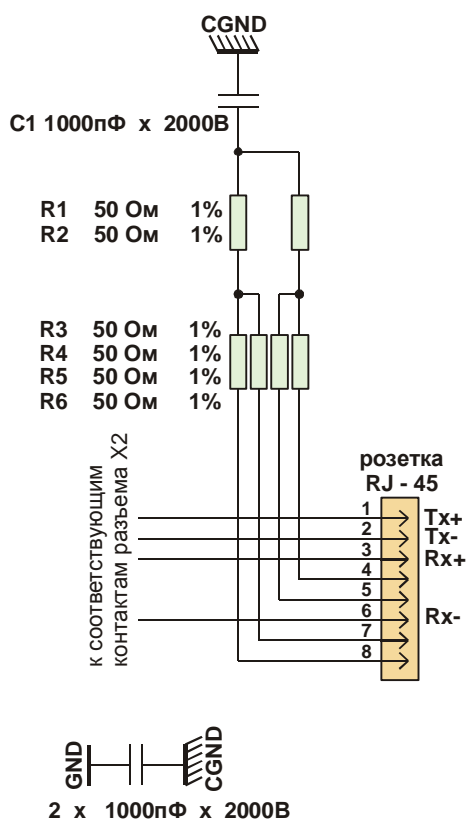 CGND
C1 1000пФ x 2000В
R1 50 Ом 1%
R2 50 Ом 1%
R3 50 Ом 1%
R4 50 Ом 1%
R5 50 Ом 1%
R6 50 Ом 1%
к соответствующим
контактам разъема X2
розетка
RJ - 45
1 Tx+
2 Tx-
3 Rx+
4
5
6 Rx-
7
8
GND
CGND
2 x 1000пФ x 2000В